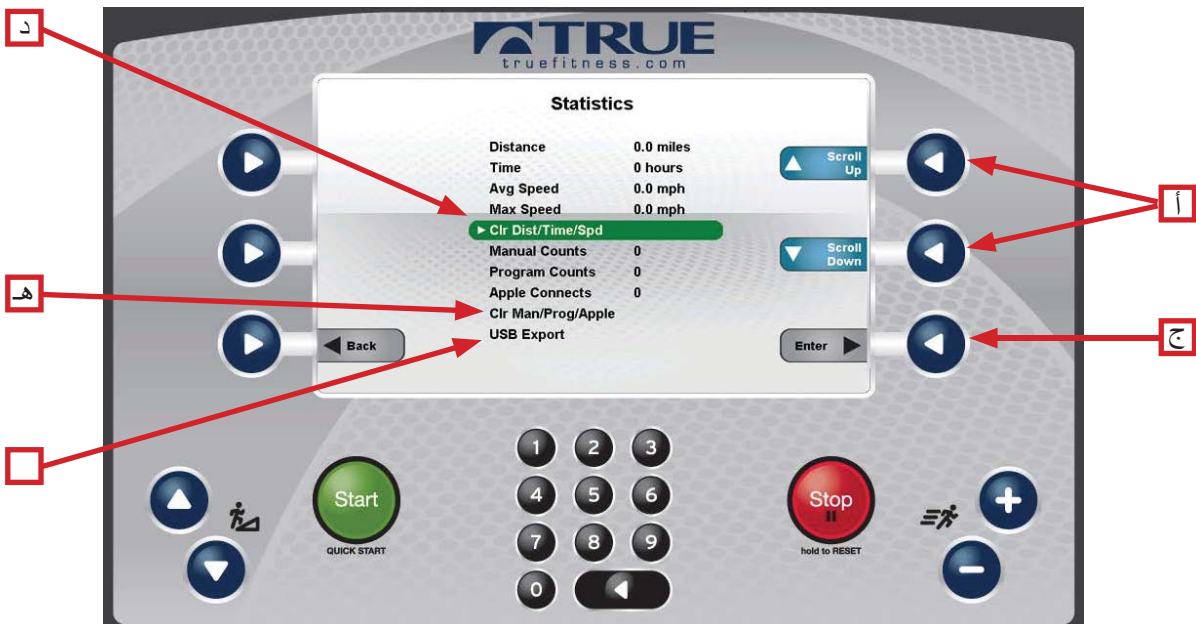 TRUE
truefitness.com
د
Statistics
Distance 0.0 miles
Time 0 hours
Avg Speed 0.0 mph
Max Speed 0.0 mph
Clr Dist/Time/Spd
Manual Counts 0
Program Counts 0
Apple Connects 0
Clr Man/Prog/Apple
USB Export
Scroll
Up
Scroll
Down
Back
Enter
أ
هـ
ج
1 2 3
4 5 6
7 8 9
0
Start
QUICK START
Stop
hold to RESET